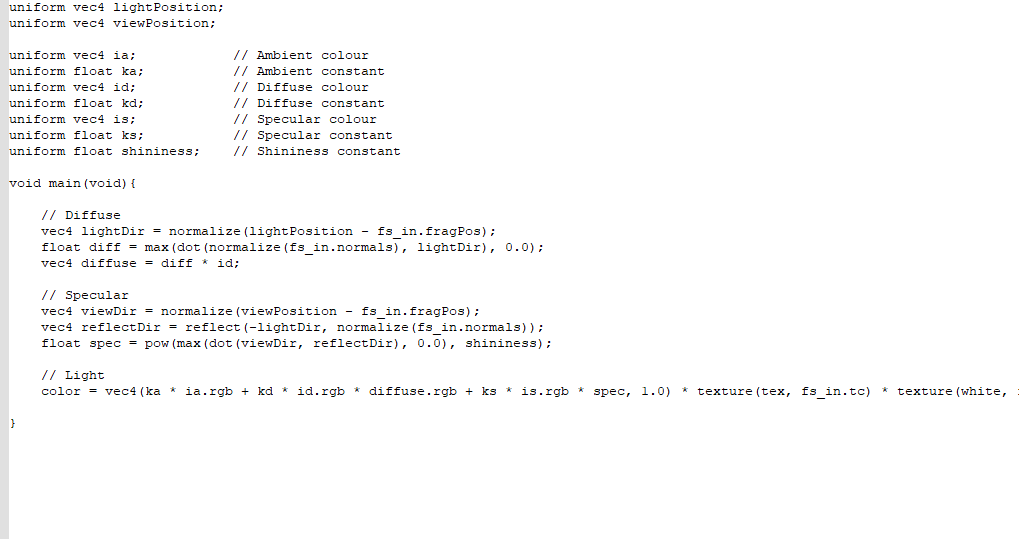 uniform vec4 lightPosition;
uniform vec4 viewPosition;
uniform vec4 ia; // Ambient colour
uniform float ka; // Ambient constant
uniform vec4 id; // Diffuse colour
uniform float kd; // Diffuse constant
uniform vec4 is; // Specular colour
uniform float ks; // Specular constant
uniform float shininess; // Shininess constant
void main(void){
// Diffuse
vec4 lightDir = normalize(lightPosition - fs_in.fragPos);
float diff = max(dot(normalize(fs_in.normals), lightDir), 0.0);
vec4 diffuse = diff * id;
// Specular
vec4 viewDir = normalize(viewPosition - fs_in.fragPos);
vec4 reflectDir = reflect(-lightDir, normalize(fs_in.normals));
float spec = pow(max(dot(viewDir, reflectDir), 0.0), shininess);
// Light
color = vec4(ka * ia.rgb + kd * id.rgb * diffuse.rgb + ks * is.rgb * spec, 1.0) * texture(tex, fs_in.tc) * texture(white,
}